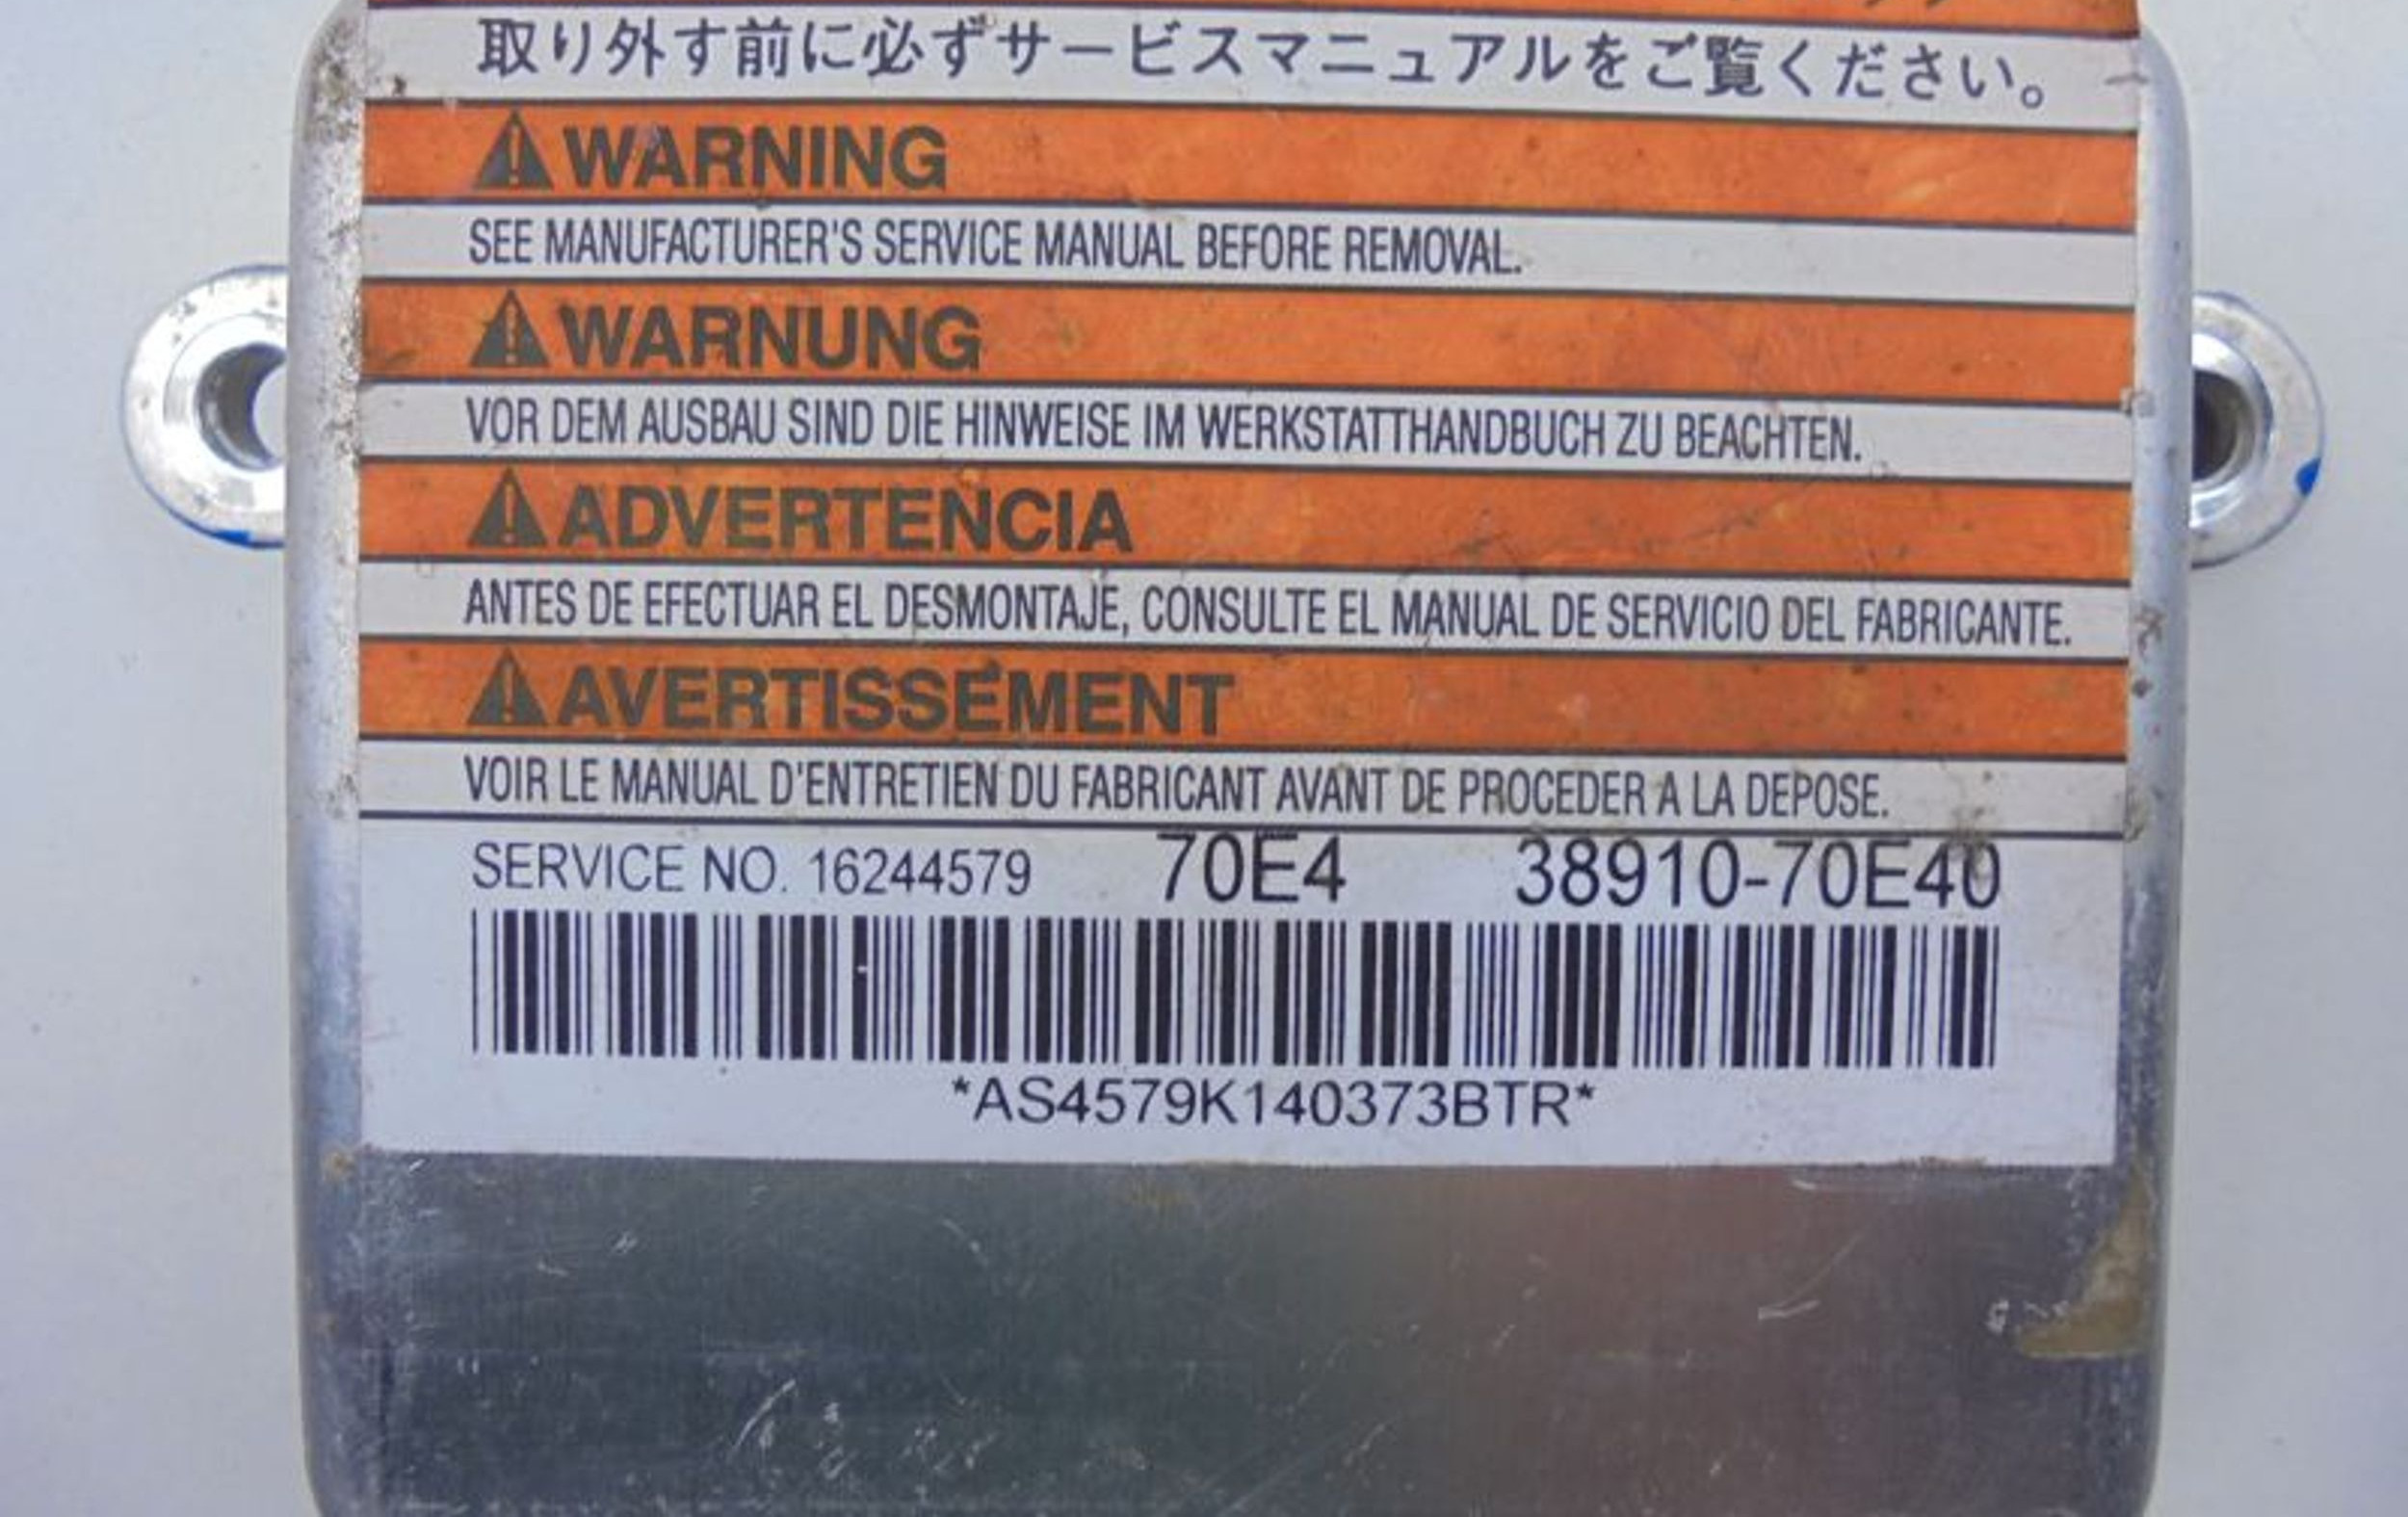 取り外す前に必ずサービスマニュアルをご覧ください。
WARNING
SEE MANUFACTURER'S SERVICE MANUAL BEFORE REMOVAL.
WARNUNG
VOR DEM AUSBAU SIND DIE HINWEISE IM WERKSTATTHANDBUCH ZU BEACHTEN.
ADVERTENCIA
ANTES DE EFECTUAR EL DESMONTAJE, CONSULTE EL MANUAL DE SERVICIO DEL FABRICANTE.
AVERTISSEMENT
VOIR LE MANUAL D'ENTRETIEN DU FABRICANT AVANT DE PROCEDER A LA DEPOSE.
SERVICE NO. 16244579 70E4 38910-70E40
*AS4579K140373BTR*